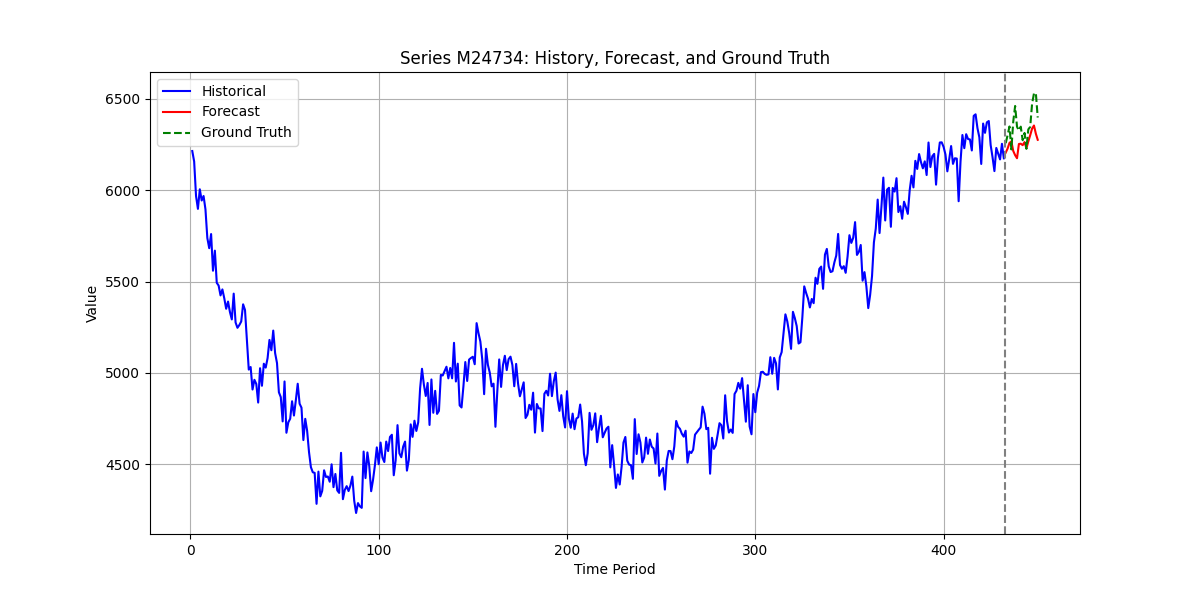 Series M24734: History, Forecast, and Ground Truth
Historical
Forecast
Ground Truth
6500
6000
5500
5000
4500
Value
0
100
200
300
400
Time Period